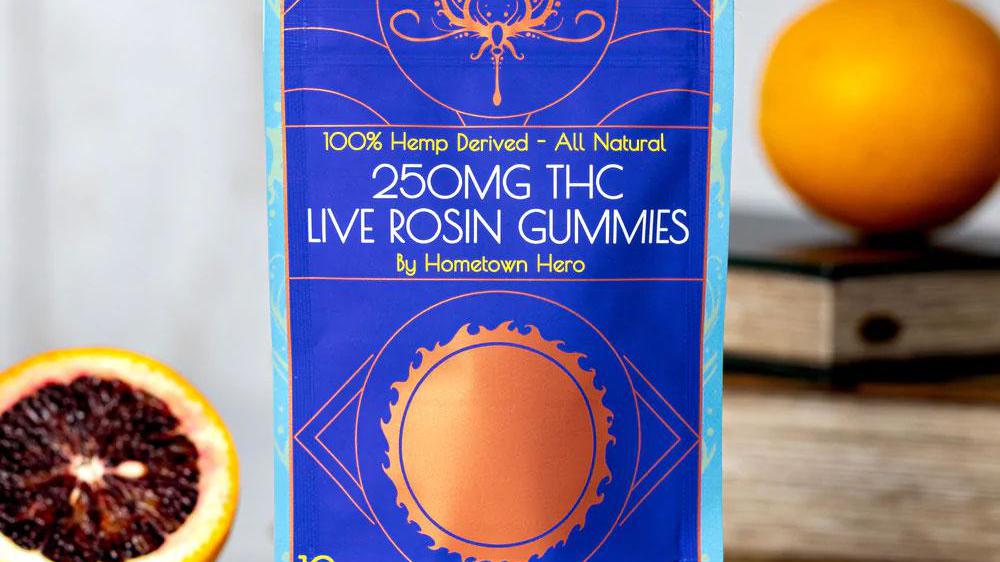 100% Hemp Derived - All Natural
250MG THC
LIVE ROSIN GUMMIES
By Hometown Hero